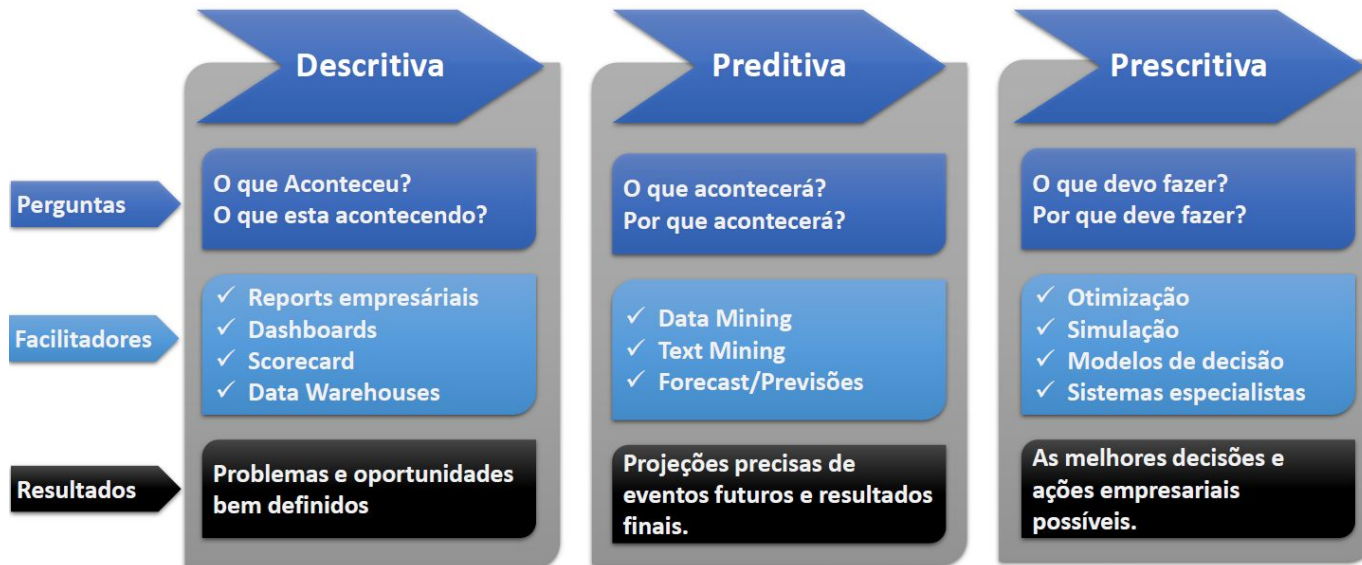 Descritiva
Preditiva
Prescritiva
Perguntas
O que Aconteceu?
O que esta acontecendo?
O que acontecerá?
Por que acontecerá?
O que devo fazer?
Por que deve fazer?
Facilitadores
✓ Reports empresáriais
✓ Dashboards
✓ Scorecard
✓ Data Warehouses
✓ Data Mining
✓ Text Mining
✓ Forecast/Previsões
✓ Otimização
✓ Simulação
✓ Modelos de decisão
✓ Sistemas especialistas
Resultados
Problemas e oportunidades
bem definidos
Projeções precisas de
eventos futuros e resultados
finais.
As melhores decisões e
ações empresariais
possíveis.